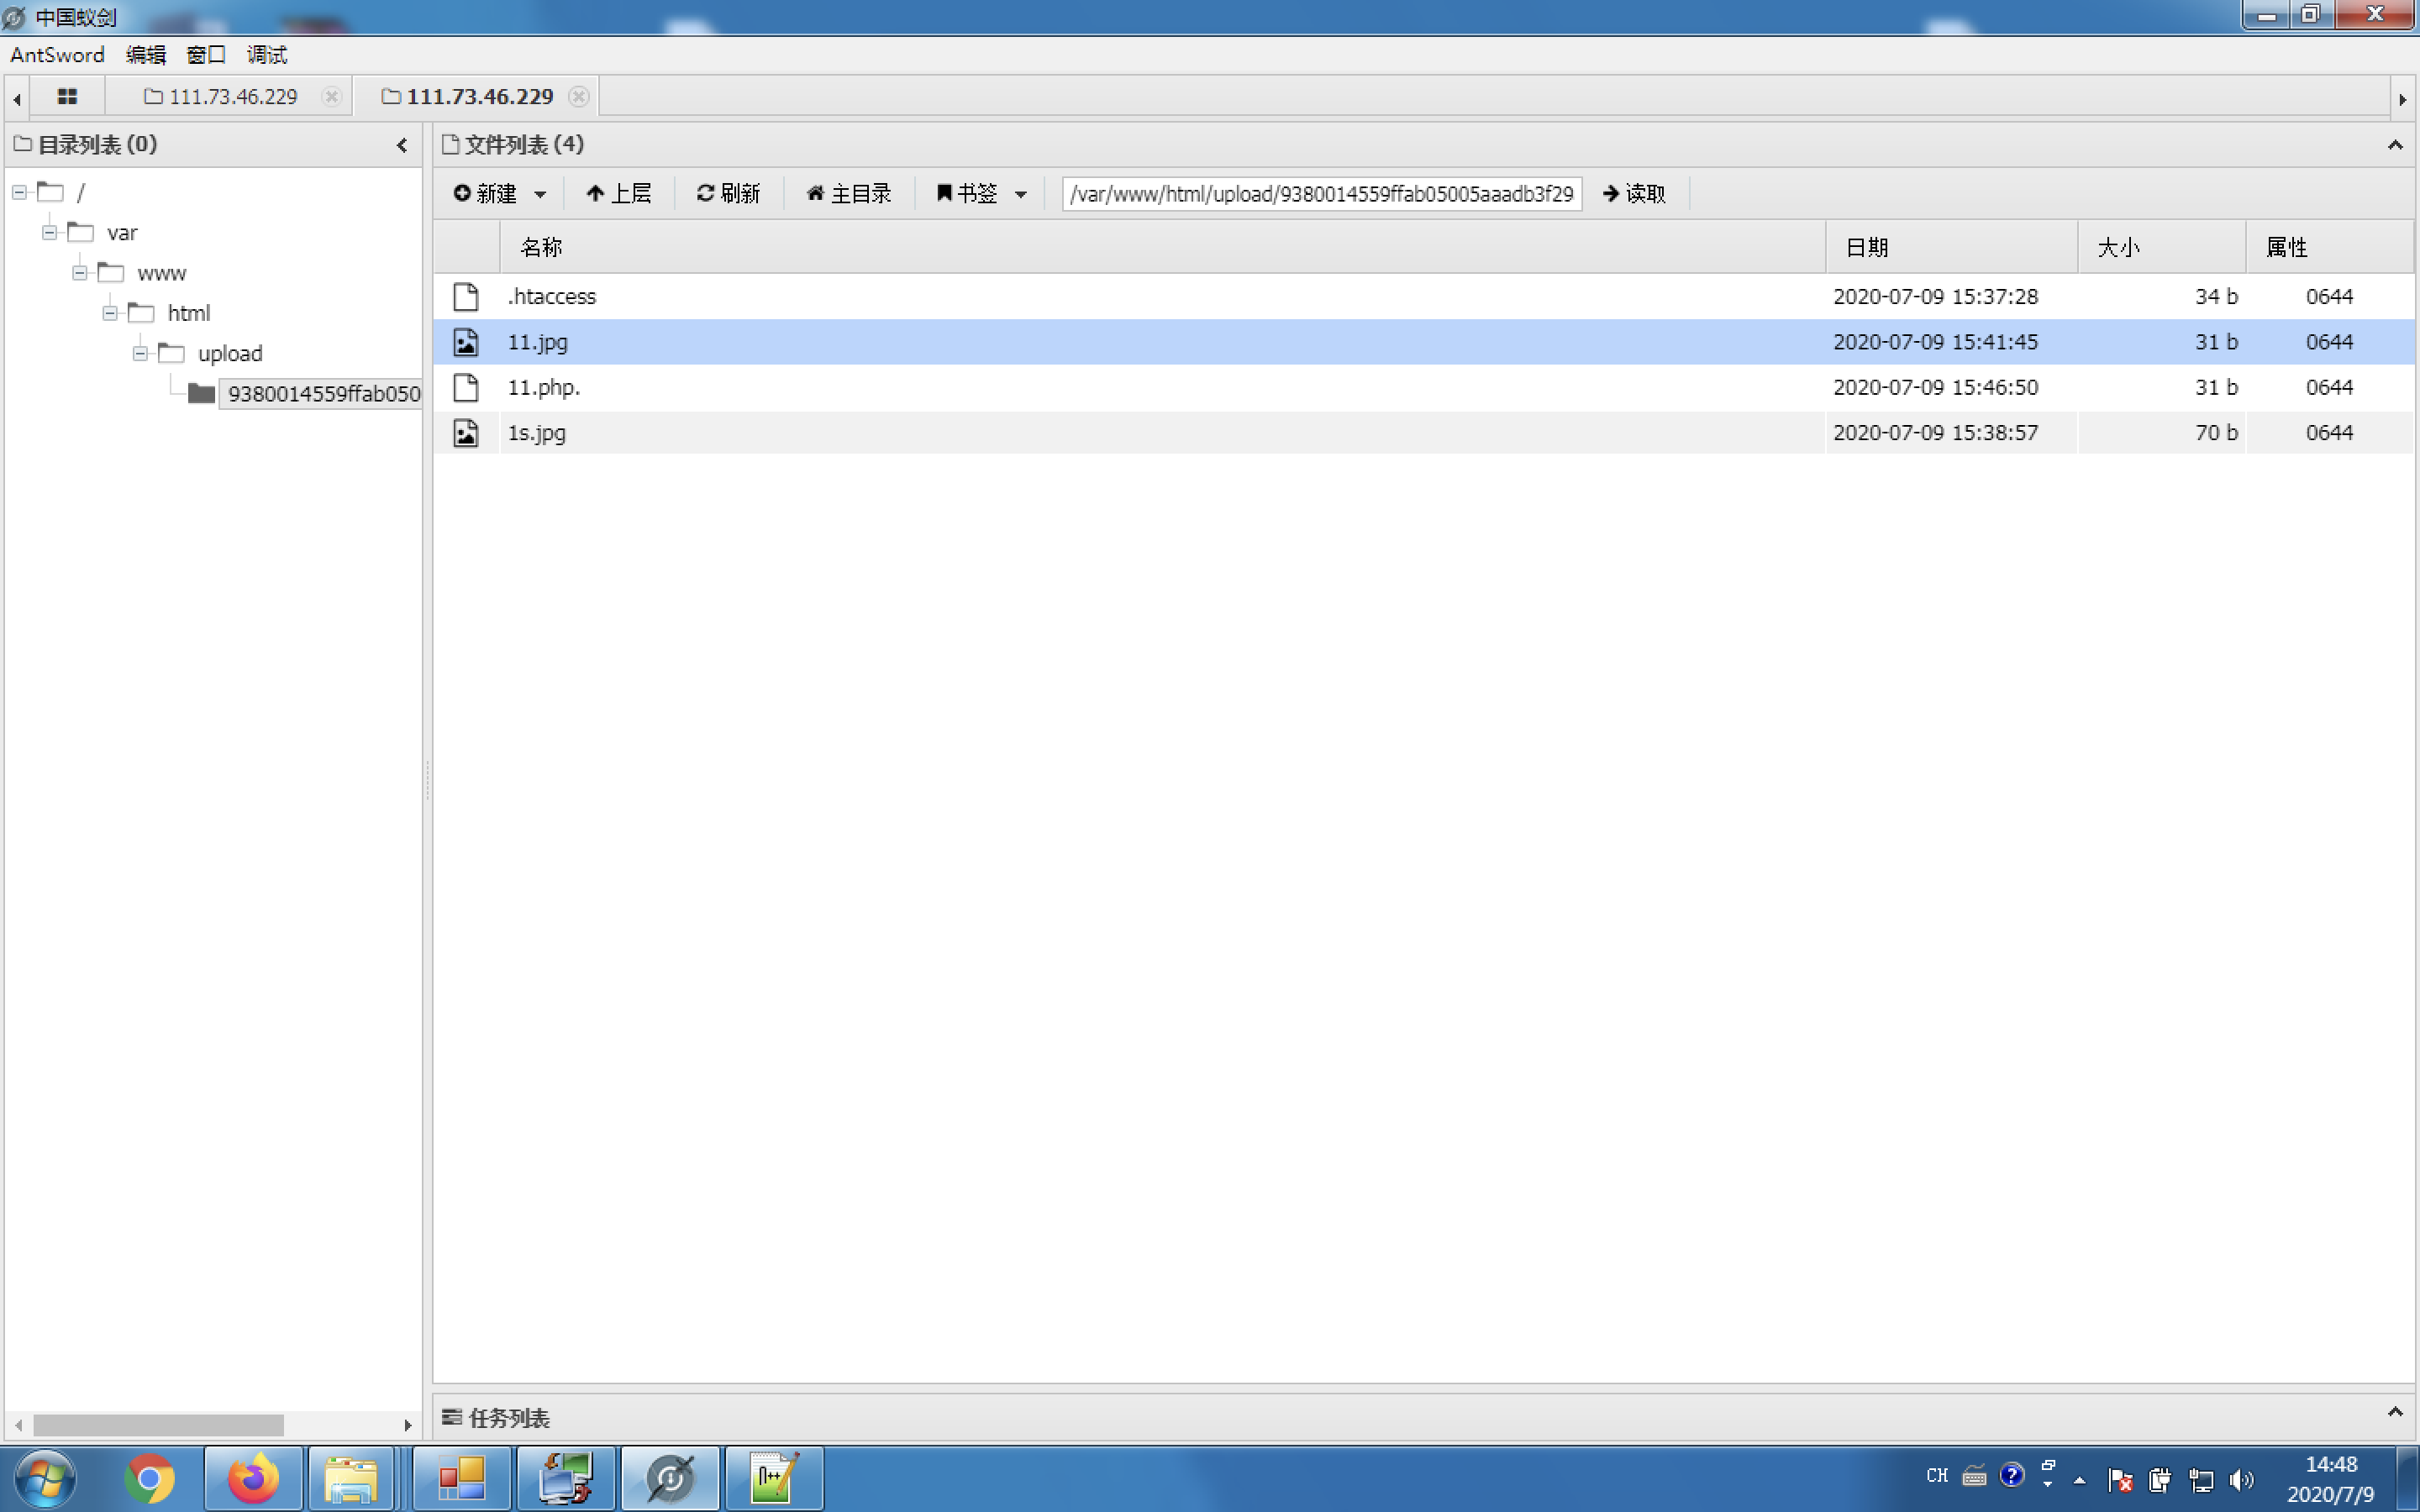 中国蚁剑
AntSword 编辑 窗口 调试
111.73.46.229 111.73.46.229
目录列表 (0)
/
var
www
html
upload
9380014559ffab050
文件列表 (4)
新建 上层 刷新 主目录 书签 /var/www/html/upload/9380014559ffab05005aaadb3f29 读取
名称 日期 大小 属性
.htaccess 2020-07-09 15:37:28 34 b 0644
11.jpg 2020-07-09 15:41:45 31 b 0644
11.php. 2020-07-09 15:46:50 31 b 0644
1s.jpg 2020-07-09 15:38:57 70 b 0644
任务列表
CH
14:48
2020/7/9